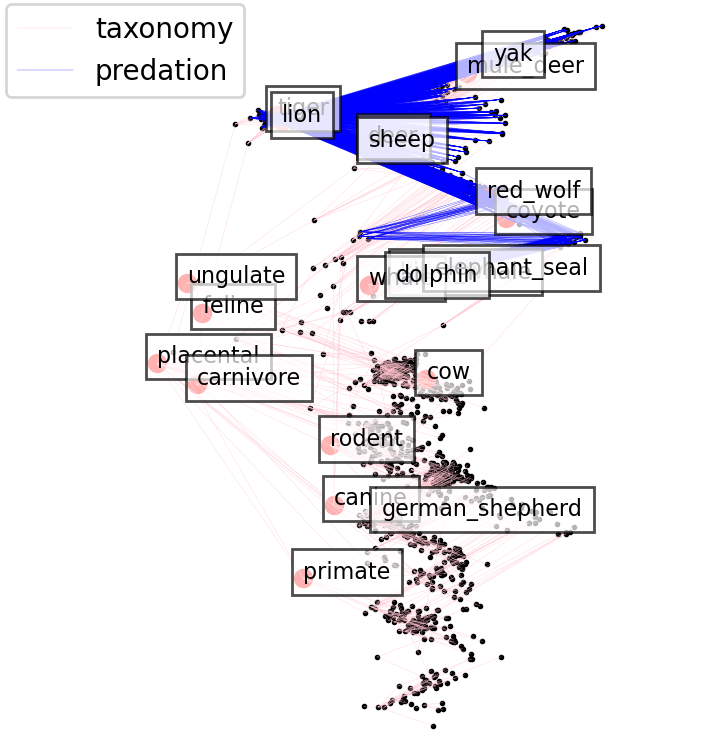 taxonomy
predation
yak
mule_deer
tiger
lion
deer
sheep
red_wolf
coyote
ungulate
dolphin
elephant_seal
feline
placental
carnivore
cow
rodent
canine
german_shepherd
primate